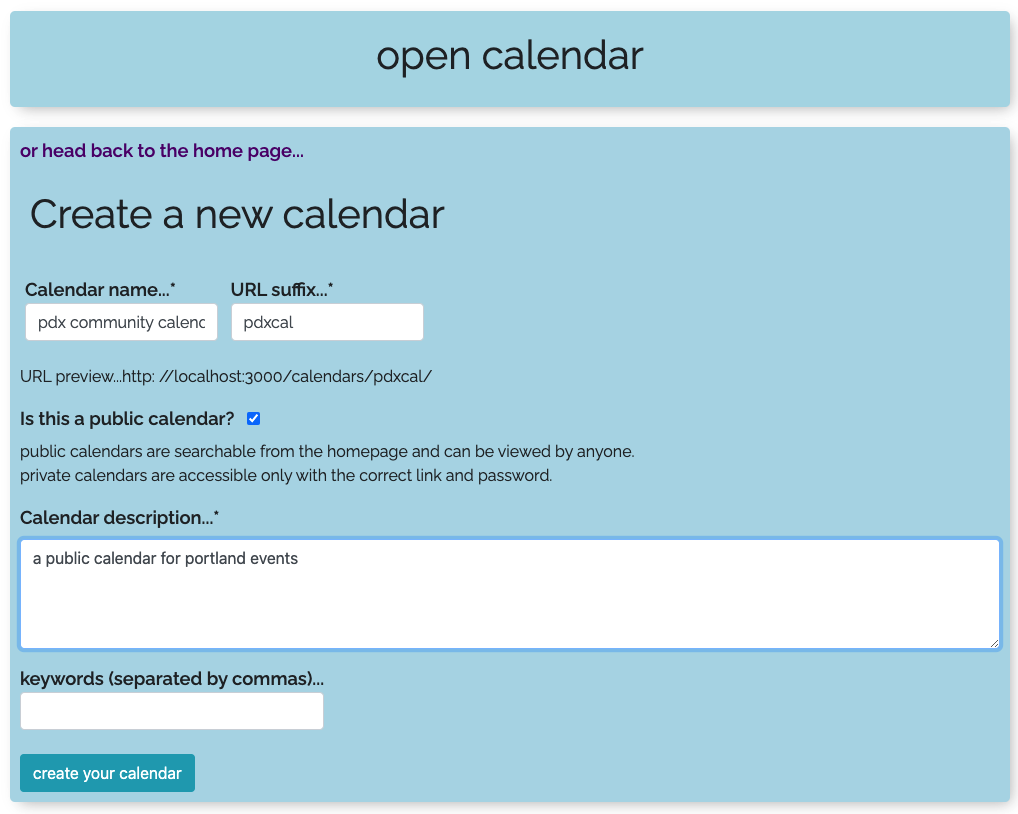 open calendar
or head back to the home page...
Create a new calendar
Calendar name...* URL suffix...*
pdx community calenc pdxcal
URL preview...http: //localhost:3000/calendars/pdxcal/
Is this a public calendar?
public calendars are searchable from the homepage and can be viewed by anyone.
private calendars are accessible only with the correct link and password.
Calendar description...*
a public calendar for portland events
keywords (separated by commas)...
create your calendar